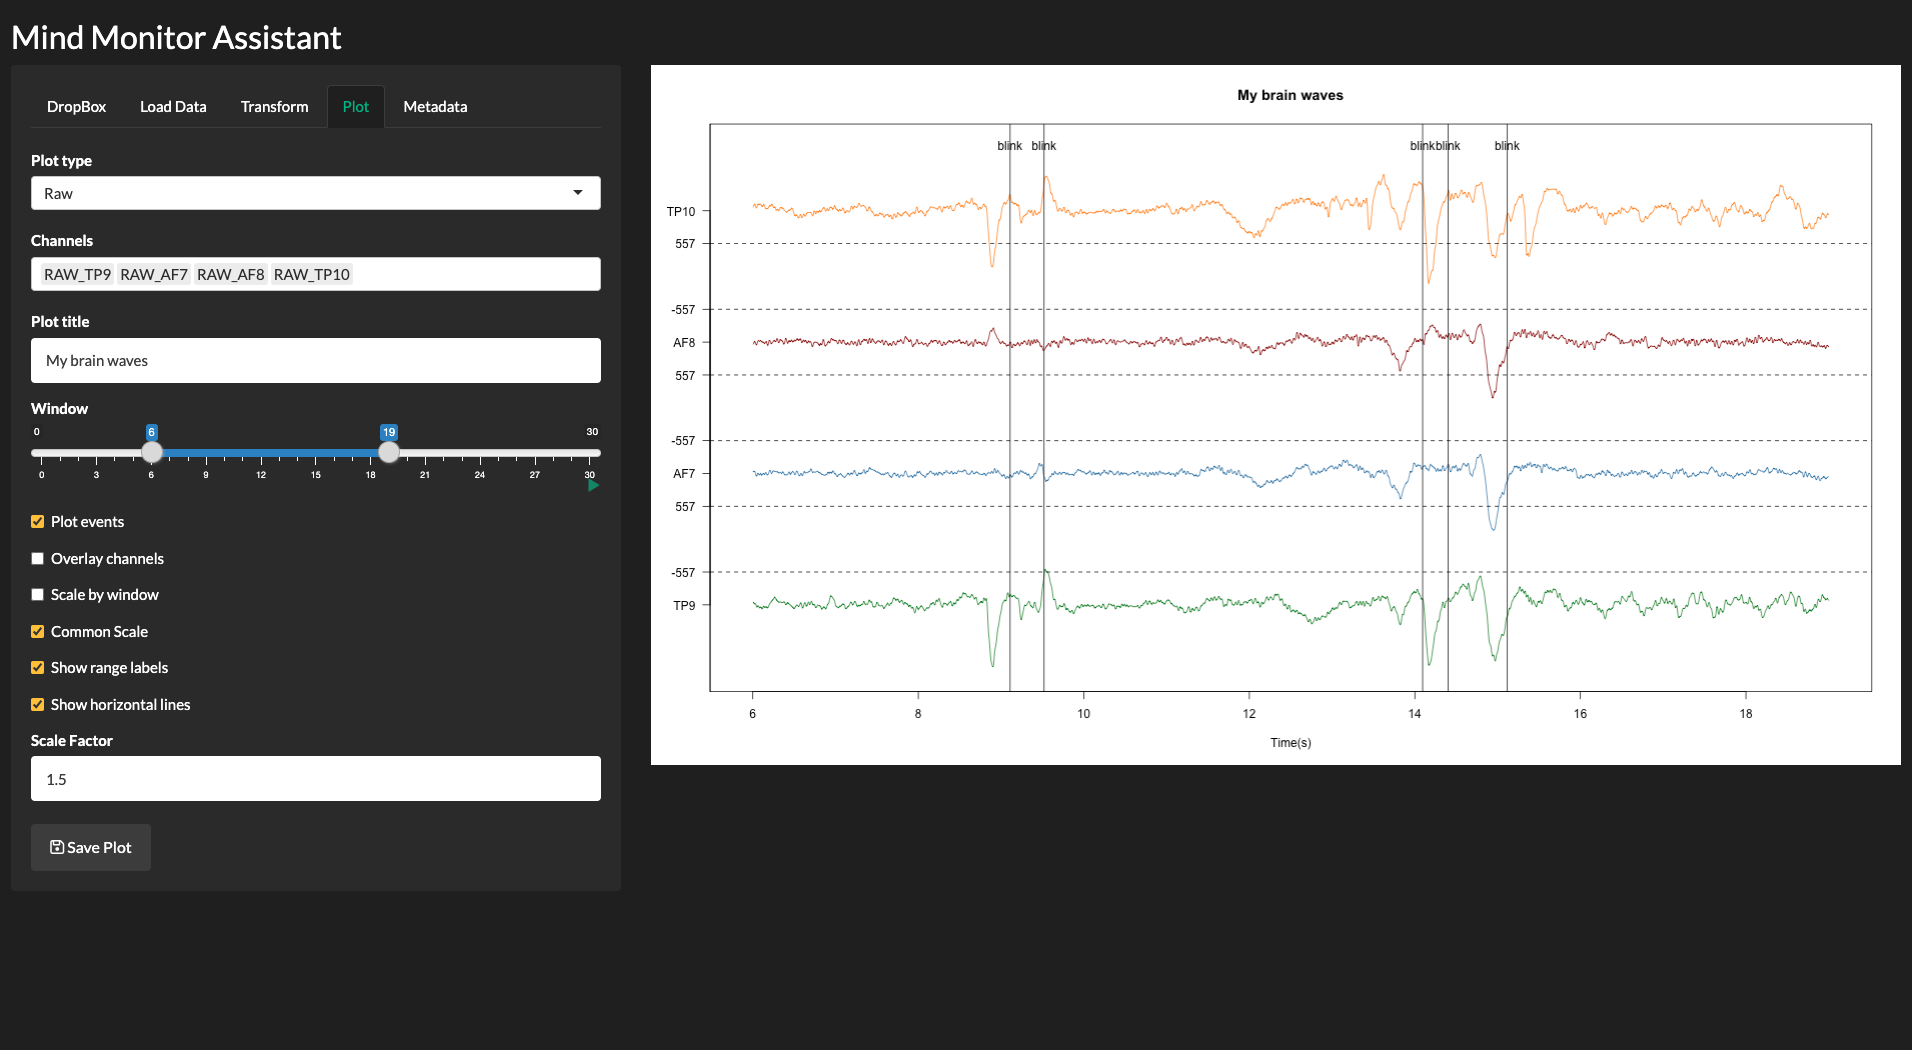 Mind Monitor Assistant
DropBox Load Data Transform Plot Metadata
Plot type
Raw
Channels
RAW_TP9 RAW_AF7 RAW_AF8 RAW_TP10
Plot title
My brain waves
Window
0 6 19 30
0 3 6 9 12 15 18 21 24 27 30
Plot events
Overlay channels
Scale by window
Common Scale
Show range labels
Show horizontal lines
Scale Factor
1.5
Save Plot
My brain waves
blink blink blink blink blink
TP10
557
-557
AF8
557
-557
AF7
557
-557
TP9
6 8 10 12 14 16 18
Time(s)